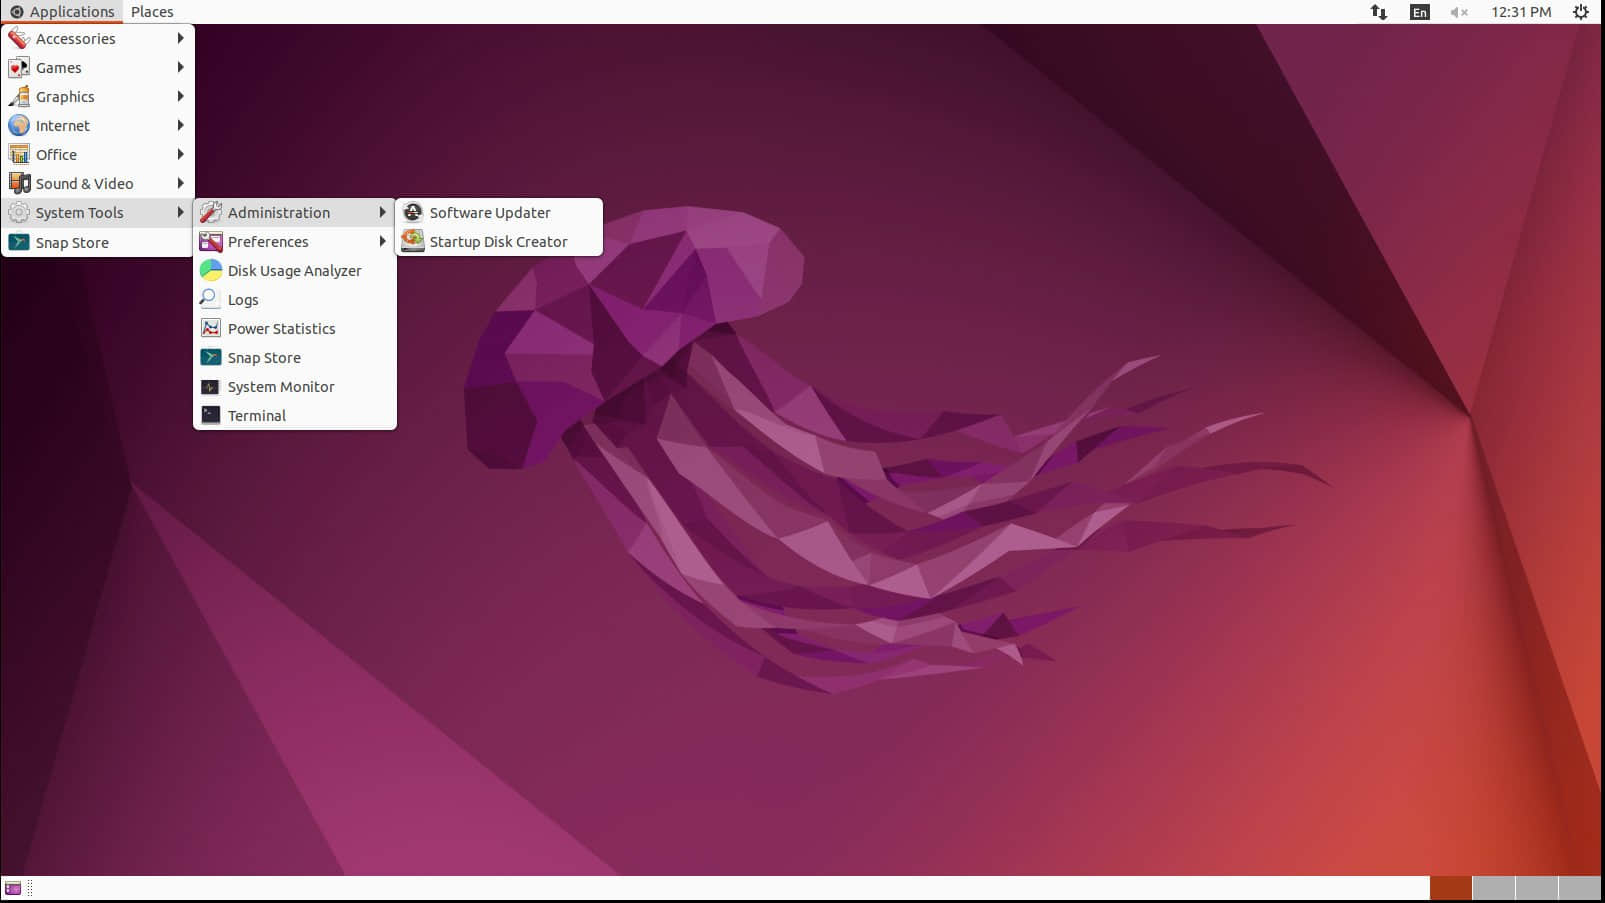 Applications Places En 12:31 PM
Accessories
Games
Graphics
Internet
Office
Sound & Video
System Tools
Snap Store
Administration
Preferences
Disk Usage Analyzer
Logs
Power Statistics
Snap Store
System Monitor
Terminal
Software Updater
Startup Disk Creator